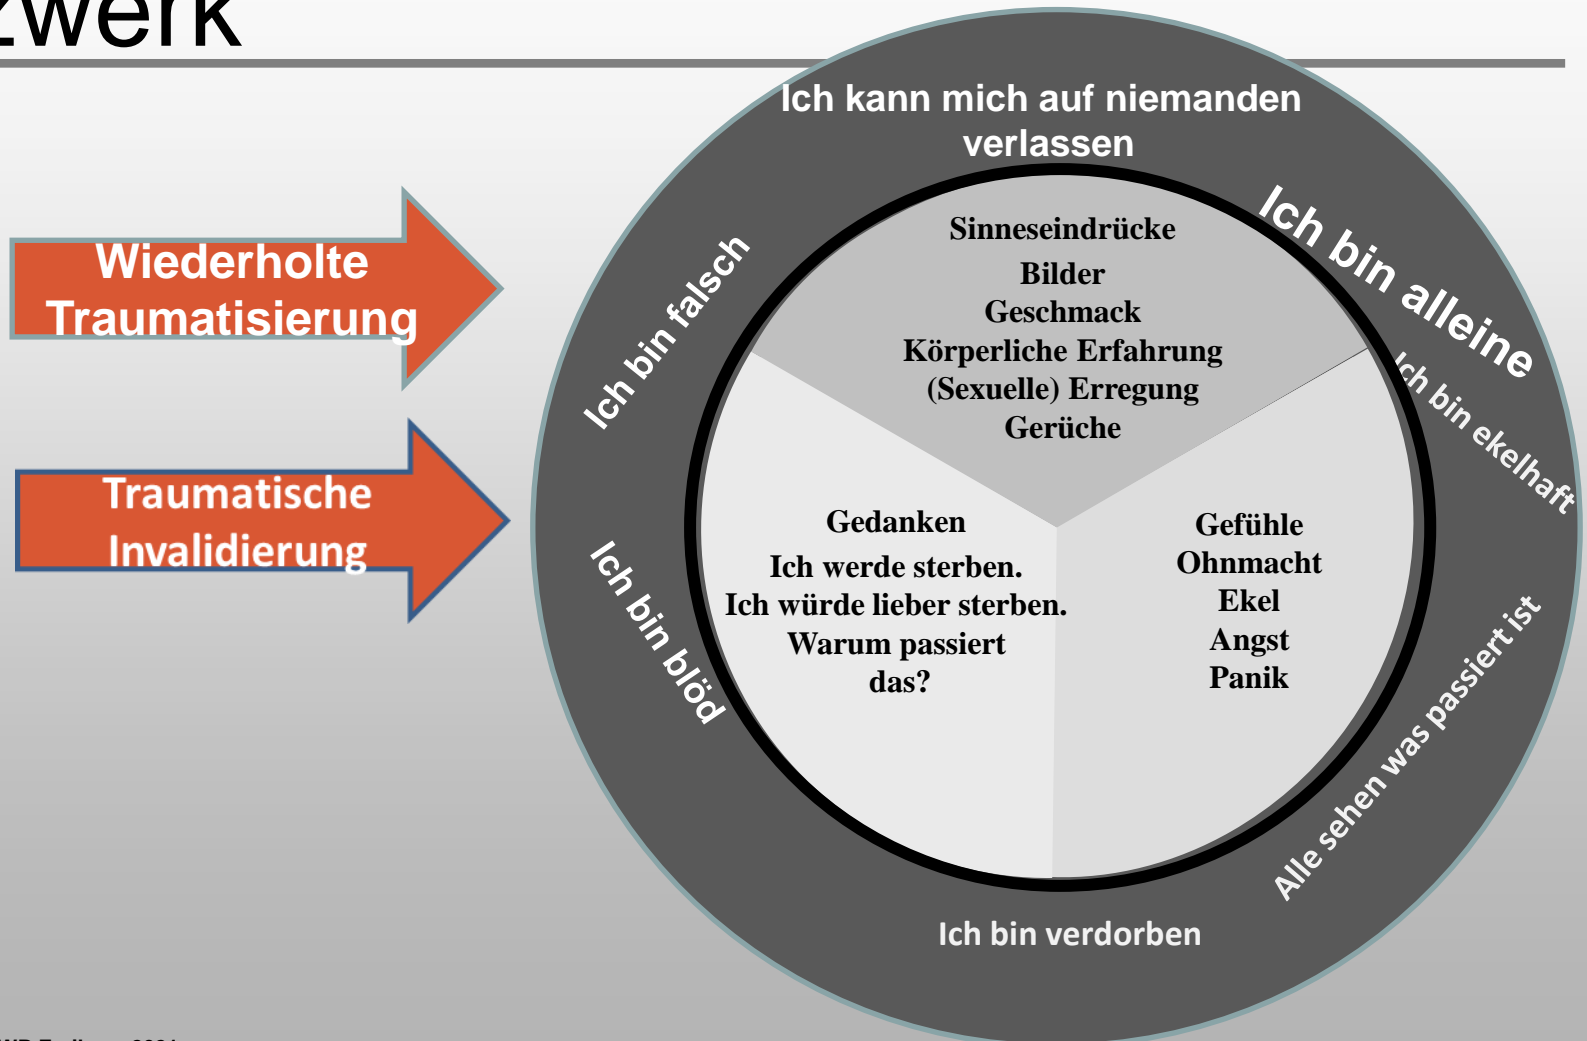 zwerk
Ich kann mich auf niemanden
verlassen
Ich bin alleine
Ich bin ekelhaft
Alle sehen was passiert ist
Ich bin verdorben
Ich bin blöd
Ich bin falsch
Wiederholte
Traumatisierung
Traumatische
Invalidierung
Sinneseindrücke
Bilder
Geschmack
Körperliche Erfahrung
(Sexuelle) Erregung
Gerüche
Gedanken
Ich werde sterben.
Ich würde lieber sterben.
Warum passiert
das?
Gefühle
Ohnmacht
Ekel
Angst
Panik